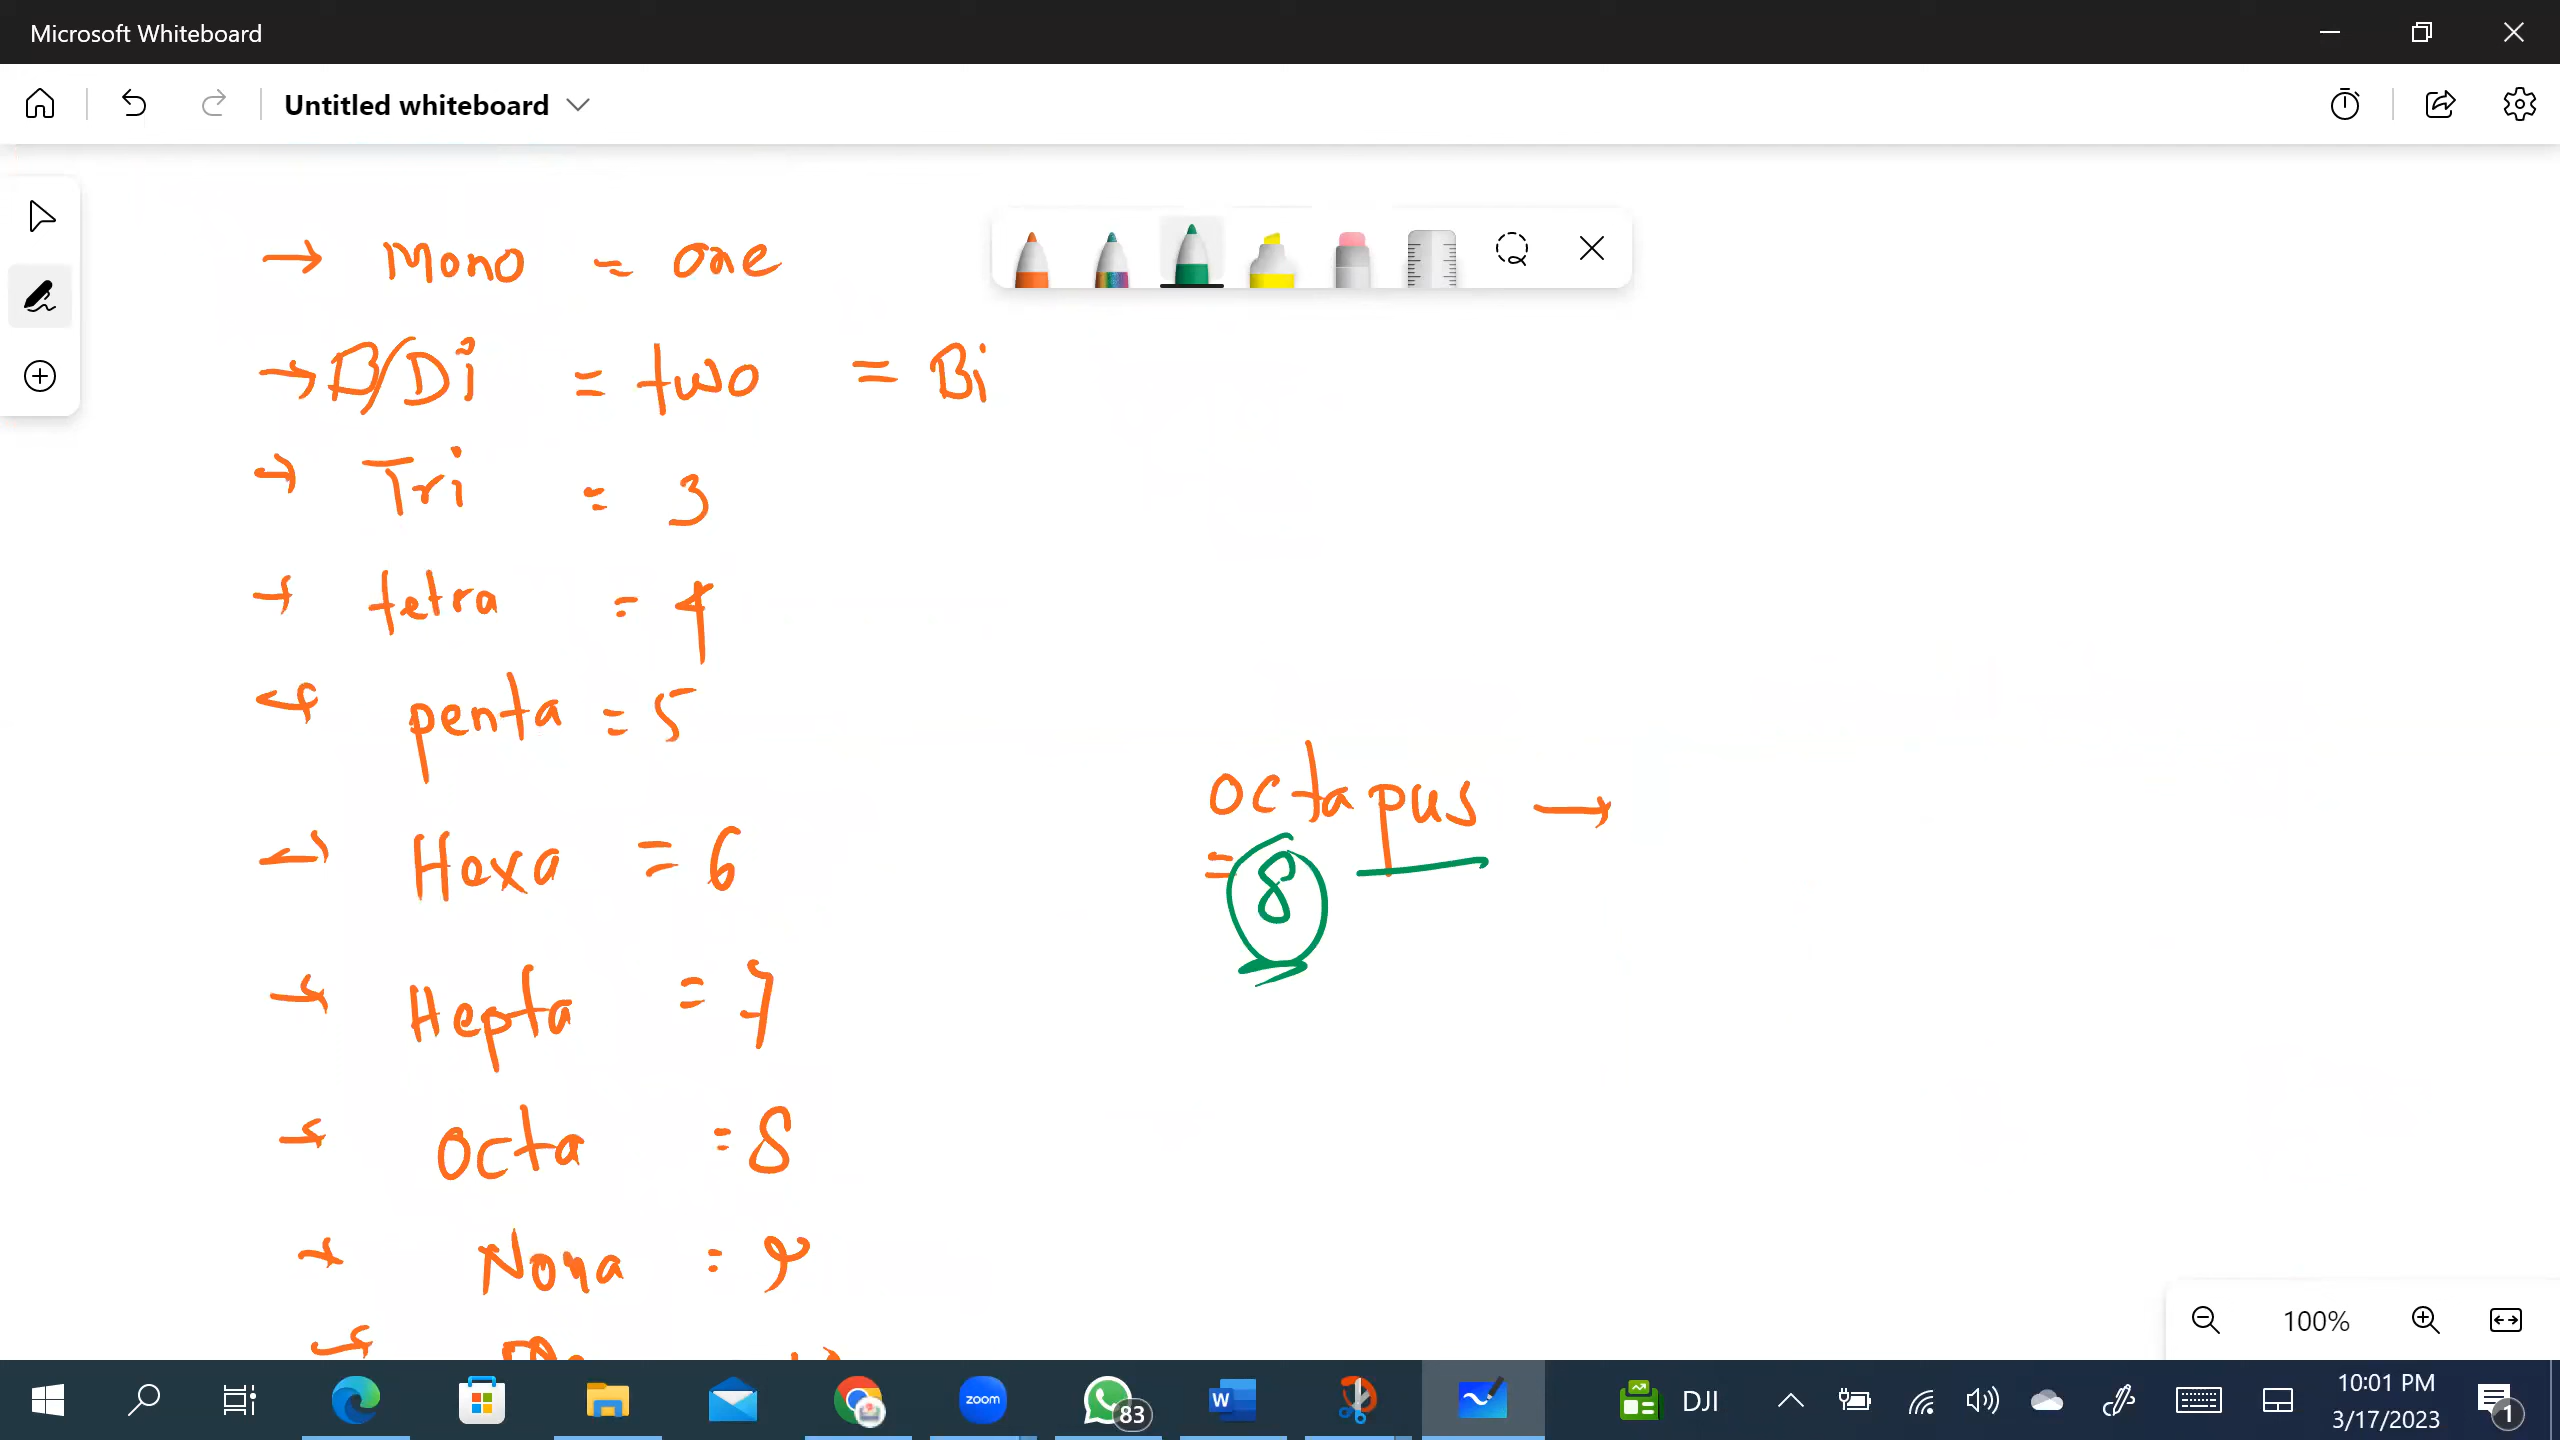 Microsoft Whiteboard
Untitled whiteboard
→ Mono = one
→ B/Di = two = Bi
→ Tri = 3
→ tetra = 4
→ penta = 5
octapus →
= 8
→ Hexa = 6
→ Hepta = 7
→ octa = 8
→ Nona = 9
100%
zoom
83
DJI
10:01 PM
3/17/2023
1